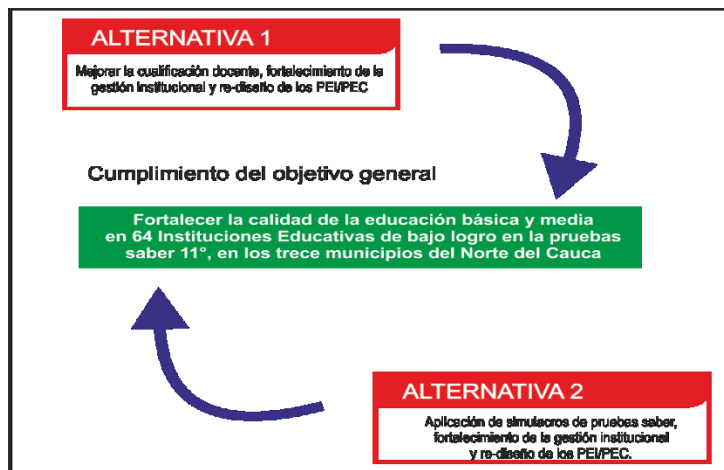 ALTERNATIVA 1
Mejorar la cualificación docente, fortalecimiento de la
gestión institucional y re-diseño de los PEI/PEC
Cumplimiento del objetivo general
Fortalecer la calidad de la educación básica y media
en 64 Instituciones Educativas de bajo logro en la pruebas
saber 11°, en los trece municipios del Norte del Cauca
ALTERNATIVA 2
Aplicación de simulacros de pruebas saber,
fortalecimiento de la gestión institucional
y re-diseño de los PEI/PEC.